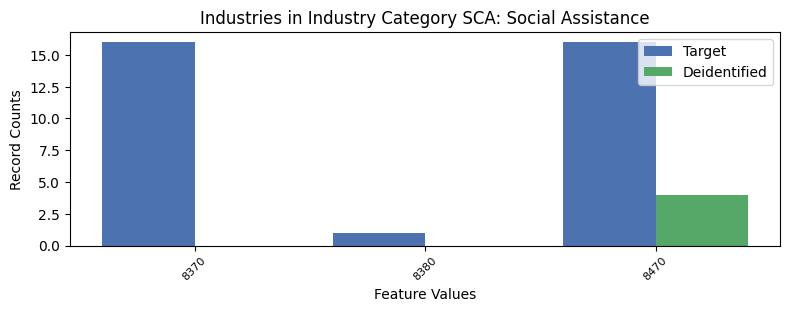 Industries in Industry Category SCA: Social Assistance
Record Counts
15.0
12.5
10.0
7.5
5.0
2.5
0.0
Target
Deidentified
8370
8380
8470
Feature Values